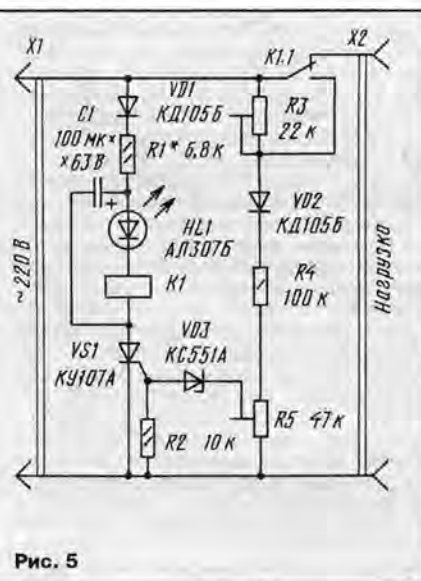 X1
K1.1
X2
VD1
КД105Б
C1
100 мк ×
× 63 В
R1* 6,8 к
R3
22 к
+
HL1
АЛ307Б
VD2
КД105Б
~220 В
K1
R4
100 к
Нагрузка
VS1
КУ107А
VD3
КС551А
R2 10 к
R5 47 к
Рис. 5